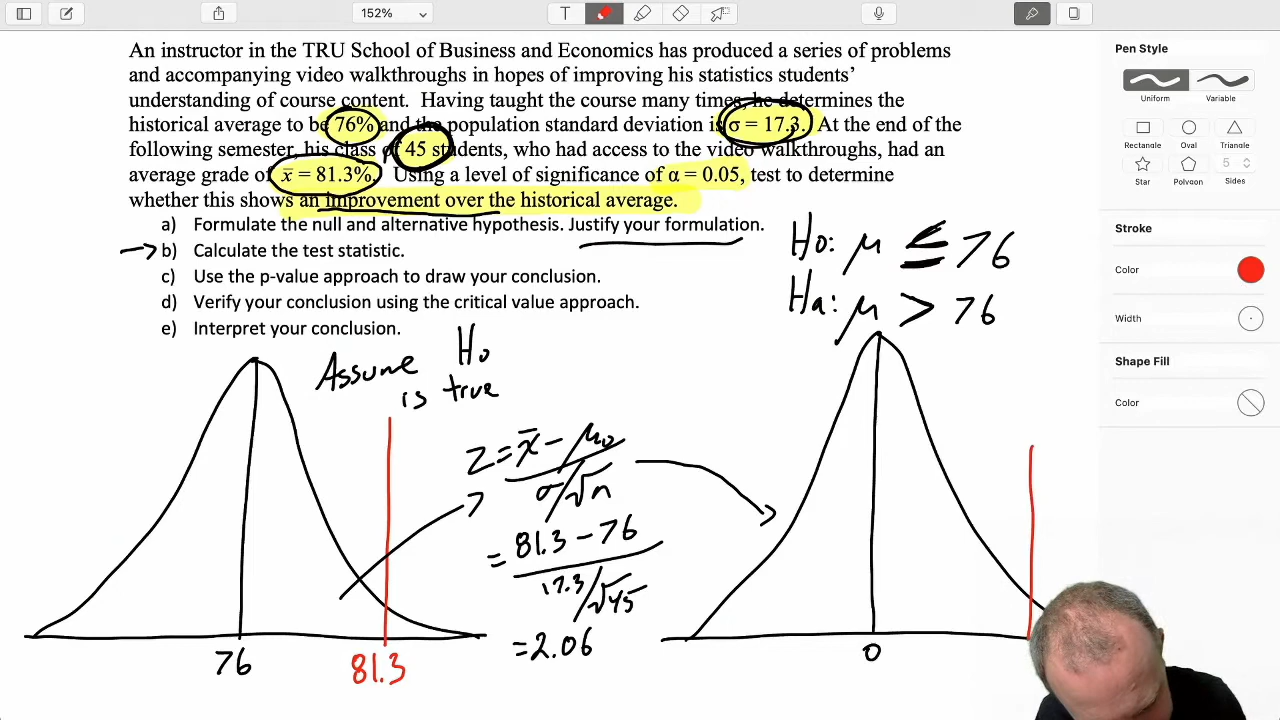 152%
T
An instructor in the TRU School of Business and Economics has produced a series of problems
and accompanying video walkthroughs in hopes of improving his statistics students'
understanding of course content. Having taught the course many times, he determines the
historical average to be 76% and the population standard deviation is σ = 17.3. At the end of the
following semester, his class of 45 students, who had access to the video walkthroughs, had an
average grade of x̄ = 81.3%. Using a level of significance of α = 0.05, test to determine
whether this shows an improvement over the historical average.
a) Formulate the null and alternative hypothesis. Justify your formulation.
b) Calculate the test statistic.
c) Use the p-value approach to draw your conclusion.
d) Verify your conclusion using the critical value approach.
e) Interpret your conclusion.
Ho: μ ≤ 76
Ha: μ > 76
Assume Ho
is true
Z = x̄ - μ0
σ/√n
= 81.3 - 76
17.3/√45
= 2.06
76
81.3
0
Pen Style
Uniform
Variable
Rectangle
Oval
Triangle
Star
Polygon
5
Sides
Stroke
Color
Width
Shape Fill
Color